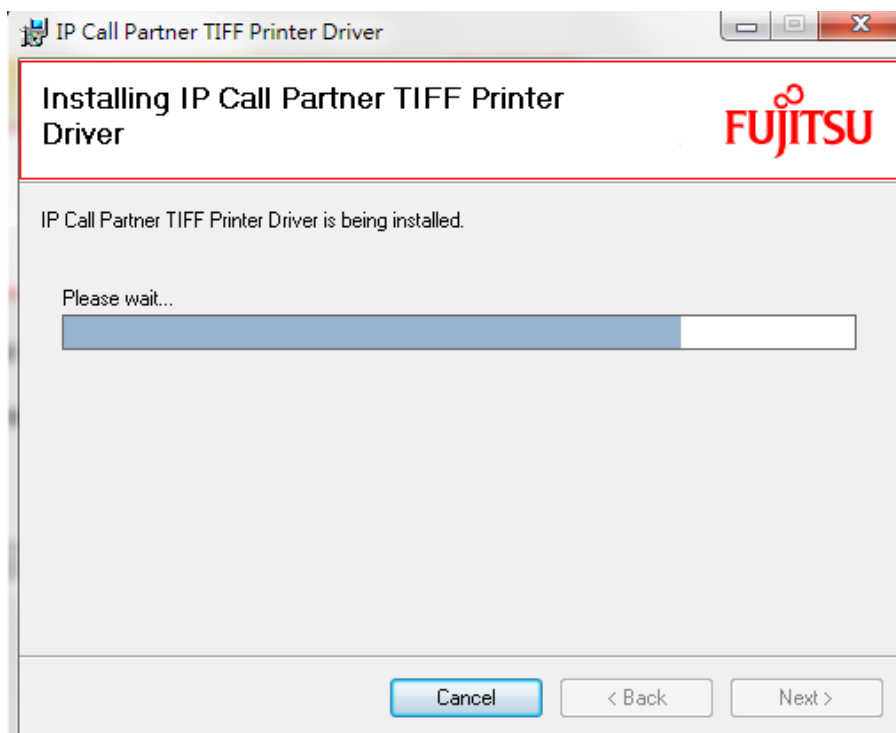 IP Call Partner TIFF Printer Driver
Installing IP Call Partner TIFF Printer
Driver
FUJITSU
IP Call Partner TIFF Printer Driver is being installed.
Please wait...
Cancel
< Back
Next >